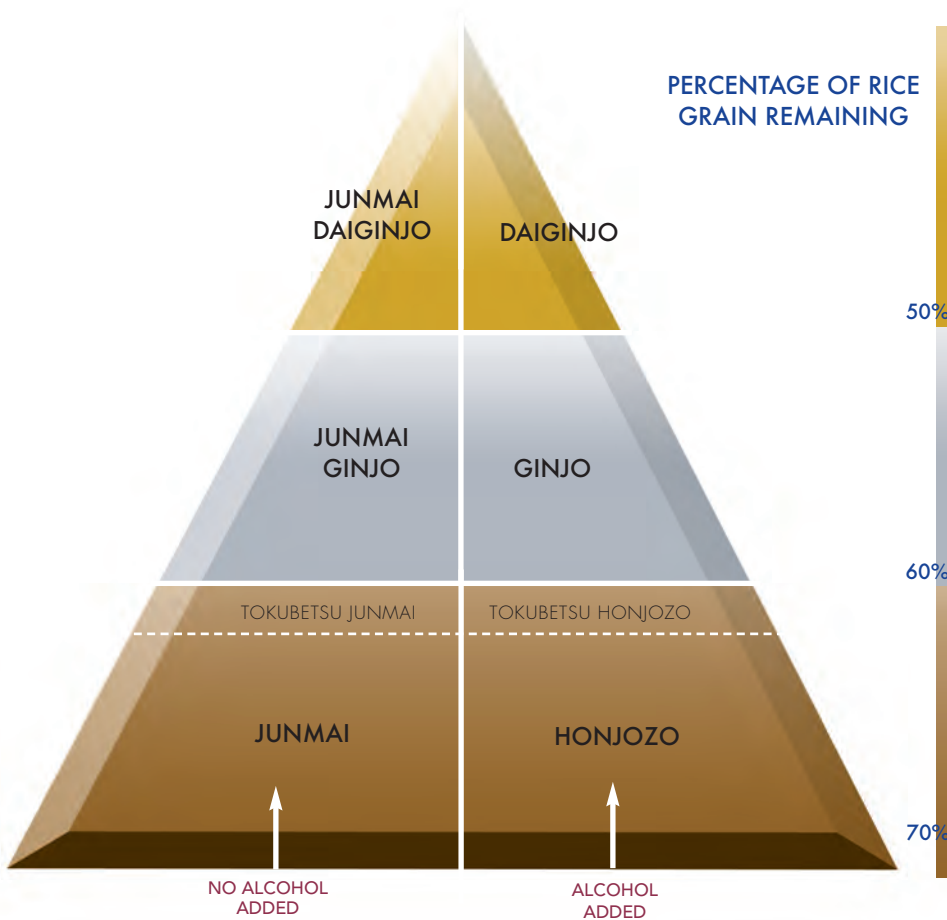 PERCENTAGE OF RICE
GRAIN REMAINING
JUNMAI
DAIGINJO
DAIGINJO
50%
JUNMAI
GINJO
GINJO
60%
TOKUBETSU JUNMAI
TOKUBETSU HONJOZO
JUNMAI
HONJOZO
70%
NO ALCOHOL
ADDED
ALCOHOL
ADDED